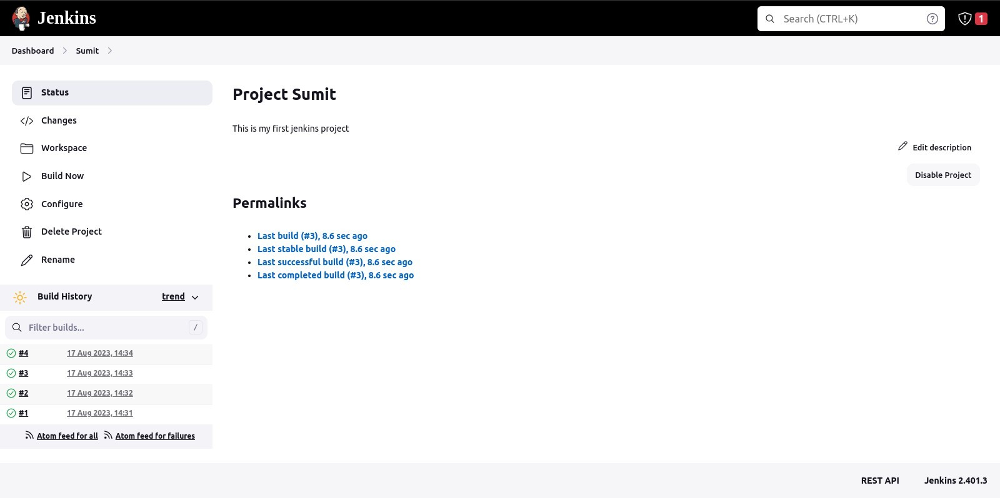 Jenkins
Search (CTRL+K)
1
Dashboard
Sumit
Status
Changes
Workspace
Build Now
Configure
Delete Project
Rename
Build History
trend
Filter builds...
/
#4 17 Aug 2023, 14:34
#3 17 Aug 2023, 14:33
#2 17 Aug 2023, 14:32
#1 17 Aug 2023, 14:31
Atom feed for all Atom feed for failures
Project Sumit
This is my first jenkins project
Edit description
Disable Project
Permalinks
Last build (#3), 8.6 sec ago
Last stable build (#3), 8.6 sec ago
Last successful build (#3), 8.6 sec ago
Last completed build (#3), 8.6 sec ago
REST API
Jenkins 2.401.3